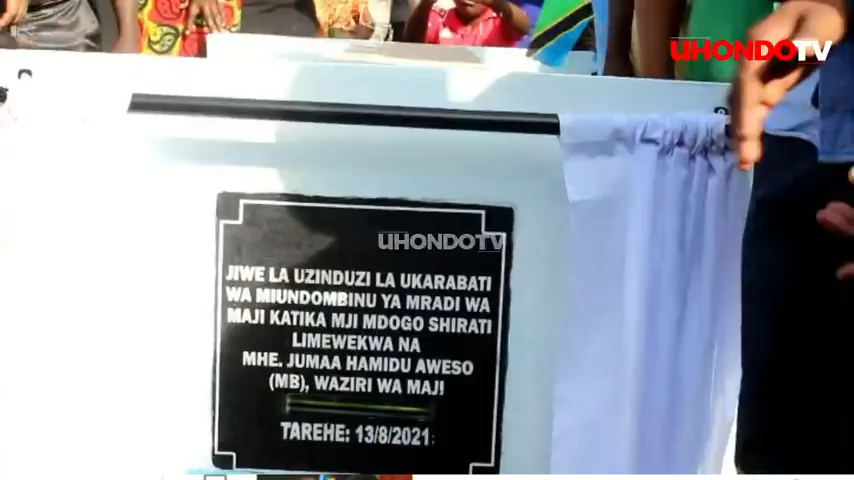 UHONDOTV
UHONDOTV
JIWE LA UZINDUZI LA UKARABATI
WA MIUNDOMBINU YA MRADI WA
MAJI KATIKA MJI MDOGO SHIRATI
LIMEWEKWA NA
MHE. JUMAA HAMIDU AWESO
(MB), WAZIRI WA MAJI
TAREHE: 13/8/2021